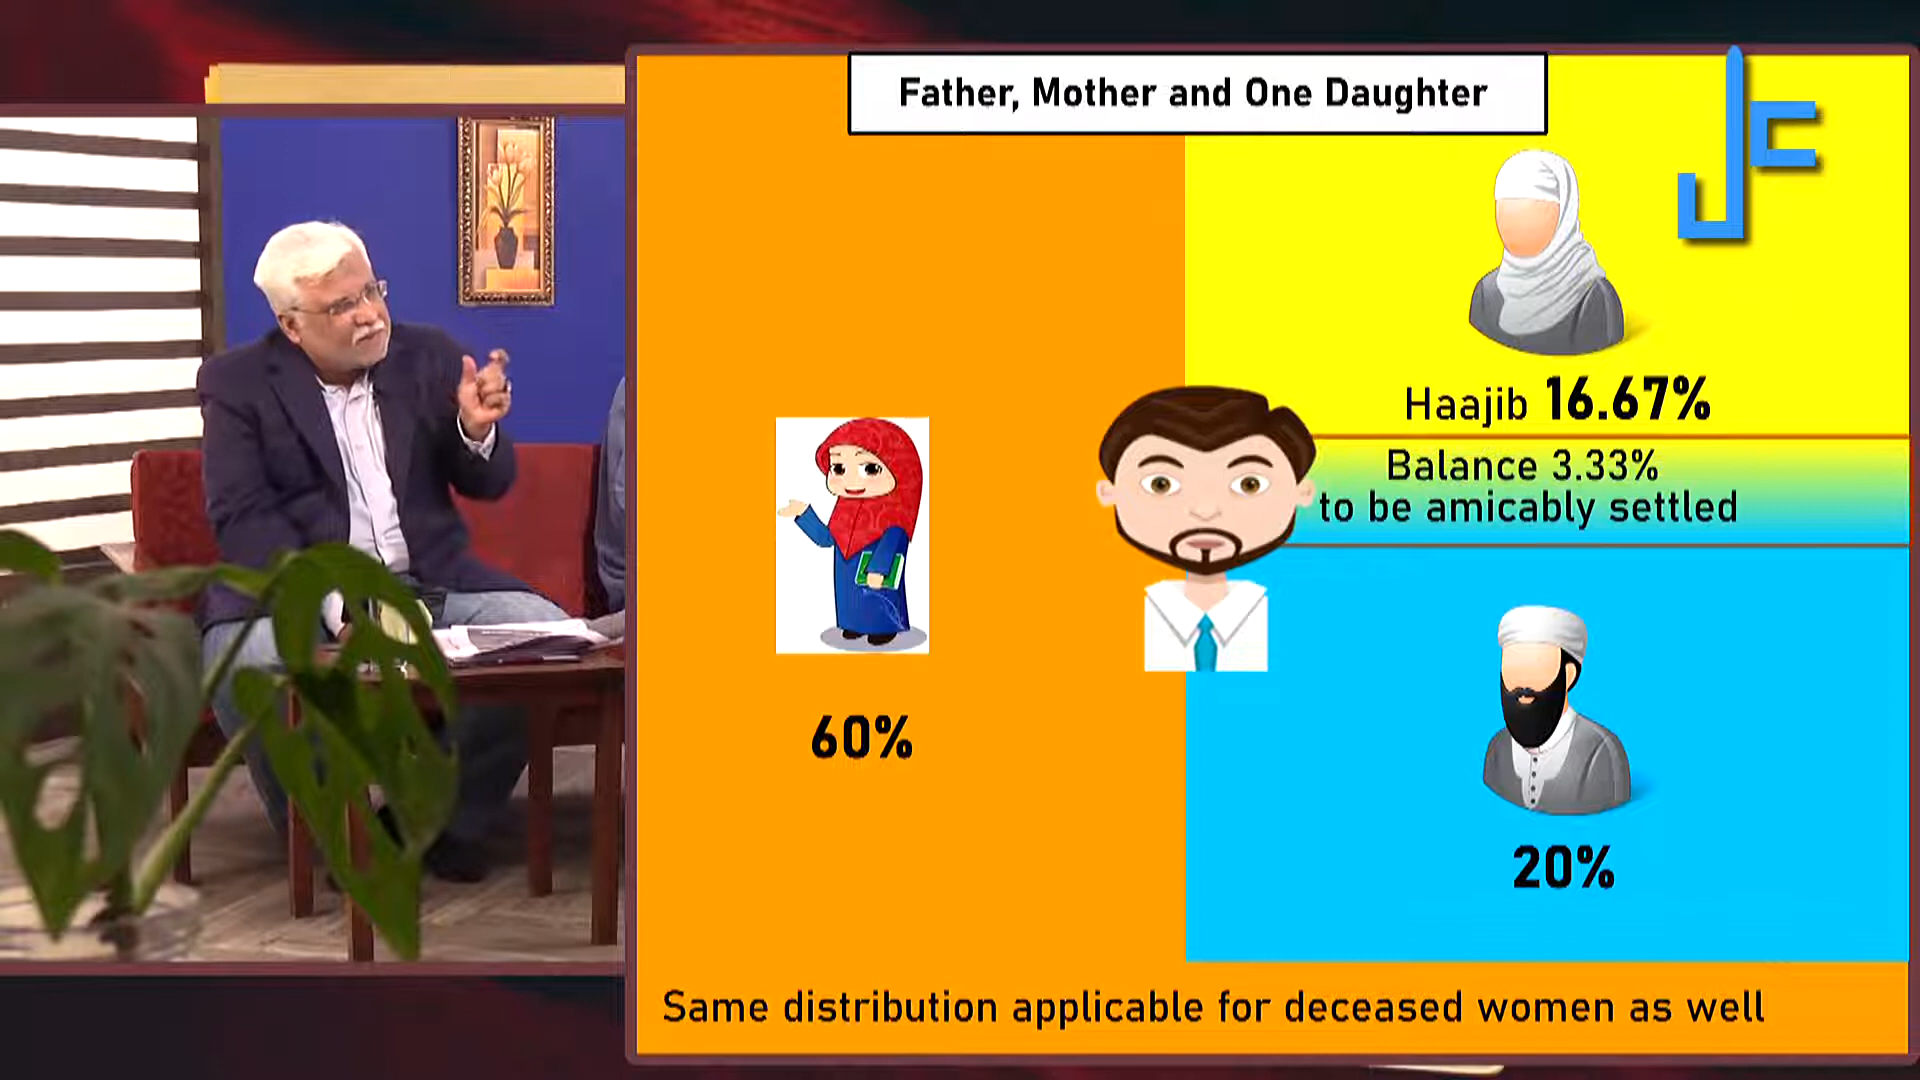 Father, Mother and One Daughter
JC
Haajib 16.67%
Balance 3.33%
to be amicably settled
60%
20%
Same distribution applicable for deceased women as well